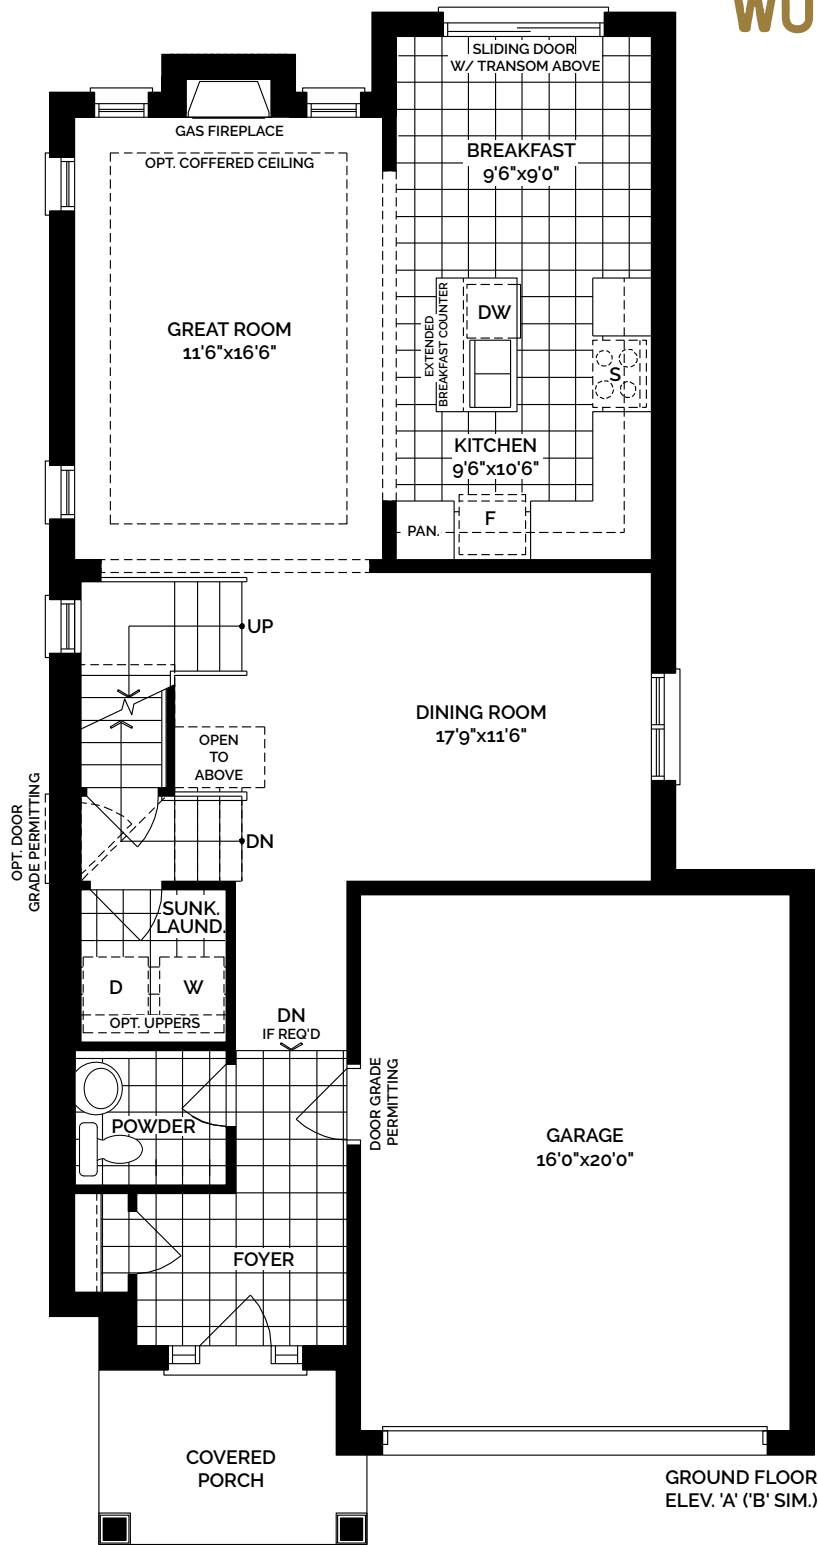 WU
SLIDING DOOR
W/ TRANSOM ABOVE
GAS FIREPLACE
OPT. COFFERED CEILING
BREAKFAST
9'6"x9'0"
GREAT ROOM
11'6"x16'6"
EXTENDED
BREAKFAST COUNTER
DW
S
KITCHEN
9'6"x10'6"
PAN.
F
UP
DINING ROOM
17'9"x11'6"
OPEN
TO
ABOVE
OPT. DOOR
GRADE PERMITTING
DN
SUNK.
LAUND.
D
W
OPT. UPPERS
DN
IF REQ'D
DOOR GRADE
PERMITTING
POWDER
GARAGE
16'0"x20'0"
FOYER
COVERED
PORCH
GROUND FLOOR
ELEV. 'A' ('B' SIM.)